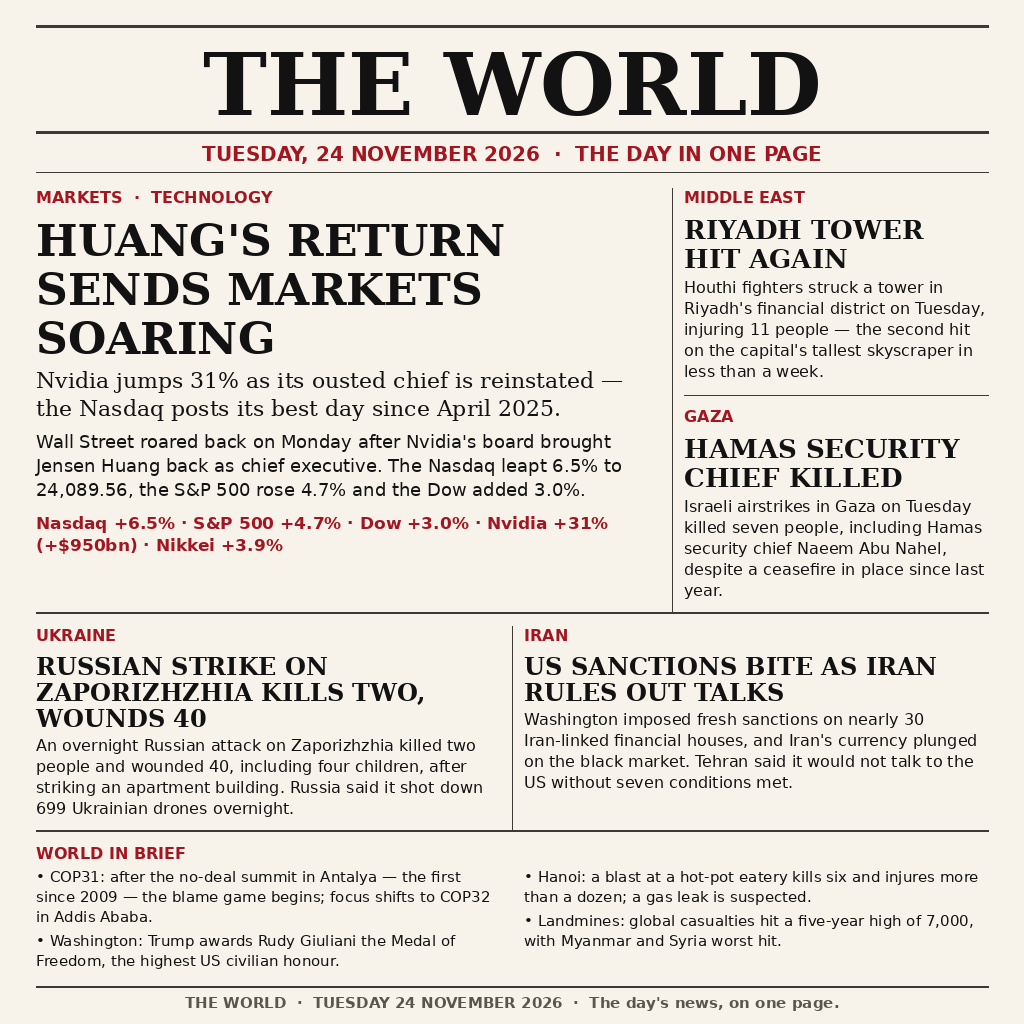 THE WORLD
TUESDAY, 24 NOVEMBER 2026 · THE DAY IN ONE PAGE
MARKETS · TECHNOLOGY
HUANG'S RETURN
SENDS MARKETS
SOARING
Nvidia jumps 31% as its ousted chief is reinstated —
the Nasdaq posts its best day since April 2025.
Wall Street roared back on Monday after Nvidia's board brought
Jensen Huang back as chief executive. The Nasdaq leapt 6.5% to
24,089.56, the S&P 500 rose 4.7% and the Dow added 3.0%.
Nasdaq +6.5% · S&P 500 +4.7% · Dow +3.0% · Nvidia +31%
(+$950bn) · Nikkei +3.9%
MIDDLE EAST
RIYADH TOWER
HIT AGAIN
Houthi fighters struck a tower in
Riyadh's financial district on Tuesday,
injuring 11 people — the second hit
on the capital's tallest skyscraper in
less than a week.
GAZA
HAMAS SECURITY
CHIEF KILLED
Israeli airstrikes in Gaza on Tuesday
killed seven people, including Hamas
security chief Naeem Abu Nahel,
despite a ceasefire in place since last
year.
UKRAINE
RUSSIAN STRIKE ON
ZAPORIZHZHIA KILLS TWO,
WOUNDS 40
An overnight Russian attack on Zaporizhzhia killed two
people and wounded 40, including four children, after
striking an apartment building. Russia said it shot down
699 Ukrainian drones overnight.
IRAN
US SANCTIONS BITE AS IRAN
RULES OUT TALKS
Washington imposed fresh sanctions on nearly 30
Iran-linked financial houses, and Iran's currency plunged
on the black market. Tehran said it would not talk to the
US without seven conditions met.
WORLD IN BRIEF
• COP31: after the no-deal summit in Antalya — the first
since 2009 — the blame game begins; focus shifts to COP32
in Addis Ababa.
• Washington: Trump awards Rudy Giuliani the Medal of
Freedom, the highest US civilian honour.
• Hanoi: a blast at a hot-pot eatery kills six and injures more
than a dozen; a gas leak is suspected.
• Landmines: global casualties hit a five-year high of 7,000,
with Myanmar and Syria worst hit.
THE WORLD · TUESDAY 24 NOVEMBER 2026 · The day's news, on one page.